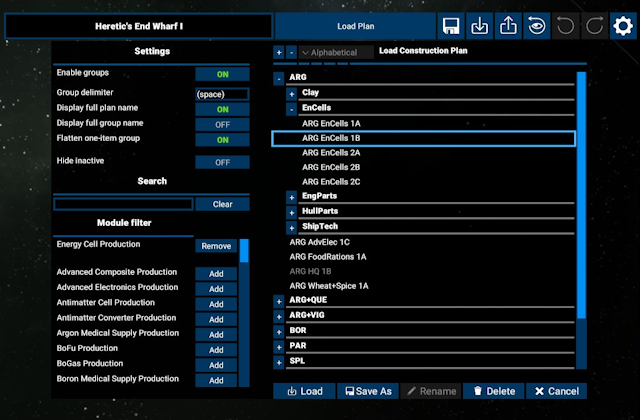 Heretic's End Wharf I
Load Plan
Settings
Enable groups ON
Group delimiter (space)
Display full plan name ON
Display full group name OFF
Flatten one-item group ON
Hide inactive OFF
Search
Clear
Module filter
Energy Cell Production Remove
Advanced Composite Production Add
Advanced Electronics Production Add
Antimatter Cell Production Add
Antimatter Converter Production Add
Argon Medical Supply Production Add
BoFu Production Add
BoGas Production Add
Boron Medical Supply Production Add
+ - Alphabetical Load Construction Plan
- ARG
+ Clay
- EnCells
ARG EnCells 1A
ARG EnCells 1B
ARG EnCells 2A
ARG EnCells 2B
ARG EnCells 2C
+ EngParts
+ HullParts
+ ShipTech
ARG AdvElec 1C
ARG FoodRations 1A
ARG HQ 1B
ARG Wheat+Spice 1A
+ ARG+QUE
+ ARG+VIG
+ BOR
+ PAR
+ SPL
Load Save As Rename Delete Cancel